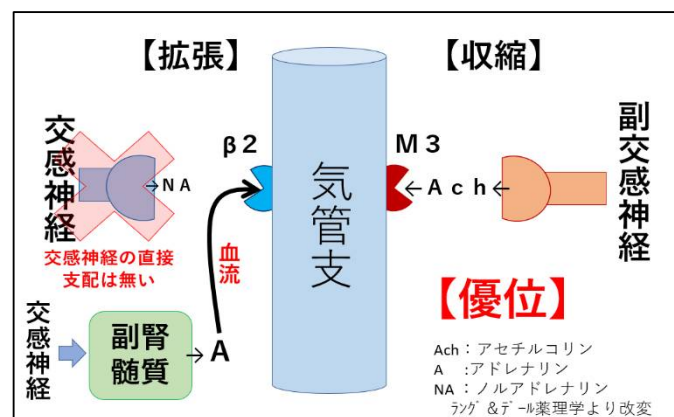 【拡張】
【収縮】
交感神経
β2
M3
副交感神経
←NA
気管支
←Ach←
交感神経の直接
支配は無い
血流
【優位】
交感神経
副腎
髄質
→A
Ach：アセチルコリン
A :アドレナリン
NA：ノルアドレナリン
ラング&デール薬理学より改変